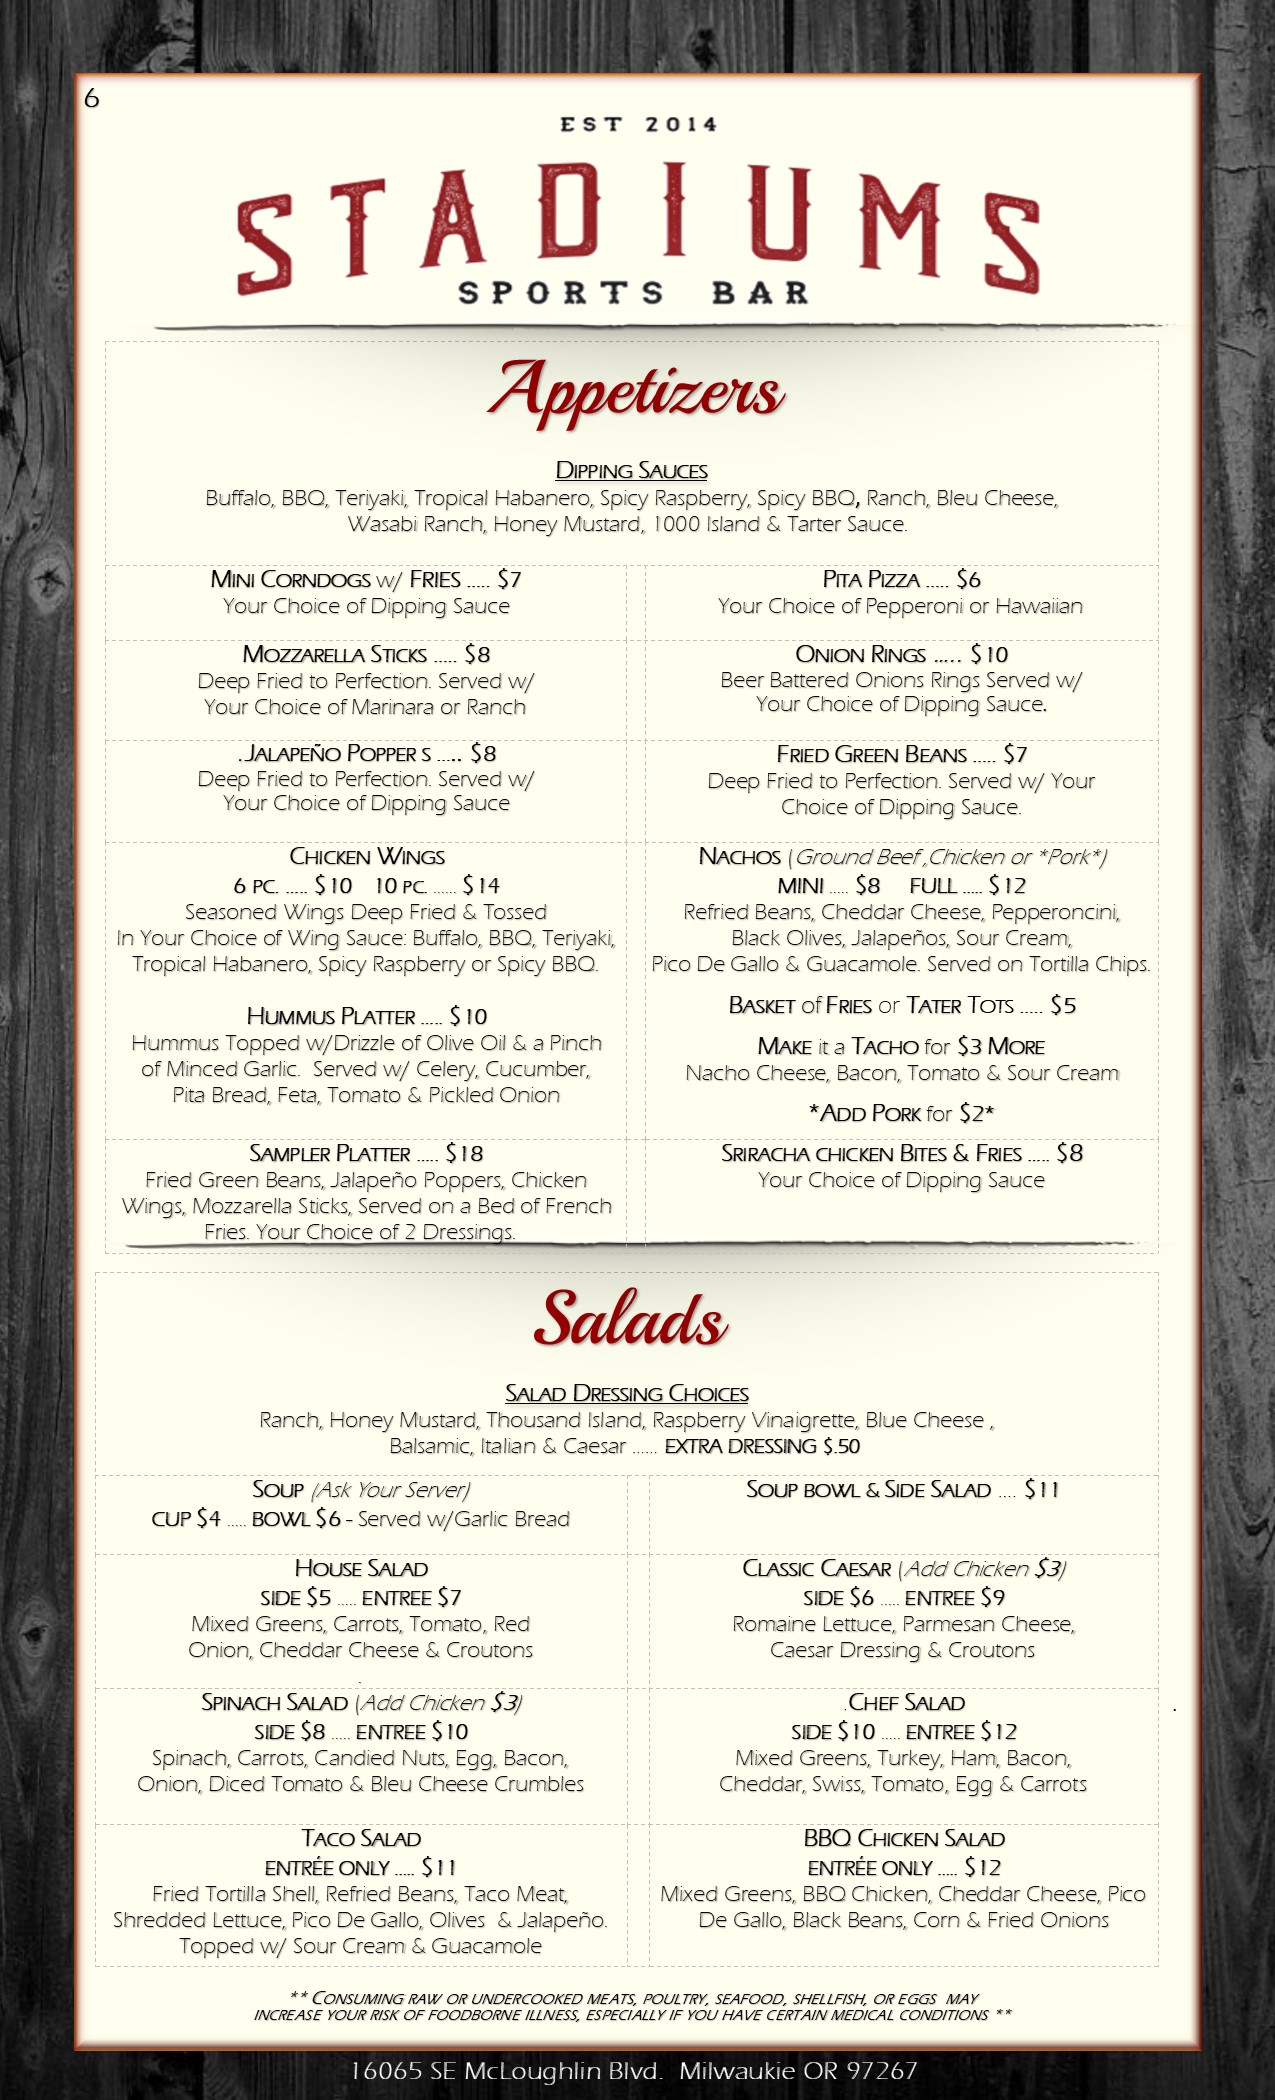 6
EST 2014
STADIUMS
SPORTS BAR
Appetizers
DIPPING SAUCES
Buffalo, BBQ, Teriyaki, Tropical Habanero, Spicy Raspberry, Spicy BBQ, Ranch, Bleu Cheese,
Wasabi Ranch, Honey Mustard, 1000 Island & Tarter Sauce.
MINI CORNDOGS w/ FRIES ..... $7
Your Choice of Dipping Sauce
PITA PIZZA ..... $6
Your Choice of Pepperoni or Hawaiian
MOZZARELLA STICKS ..... $8
Deep Fried to Perfection. Served w/
Your Choice of Marinara or Ranch
ONION RINGS ..... $10
Beer Battered Onions Rings Served w/
Your Choice of Dipping Sauce.
.JALAPEÑO POPPER S ..... $8
Deep Fried to Perfection. Served w/
Your Choice of Dipping Sauce
FRIED GREEN BEANS ..... $7
Deep Fried to Perfection. Served w/ Your
Choice of Dipping Sauce.
CHICKEN WINGS
6 PC. ..... $10 10 PC. ...... $14
Seasoned Wings Deep Fried & Tossed
In Your Choice of Wing Sauce: Buffalo, BBQ, Teriyaki,
Tropical Habanero, Spicy Raspberry or Spicy BBQ.
HUMMUS PLATTER ..... $10
Hummus Topped w/Drizzle of Olive Oil & a Pinch
of Minced Garlic. Served w/ Celery, Cucumber,
Pita Bread, Feta, Tomato & Pickled Onion
NACHOS (Ground Beef ,Chicken or *Pork*)
MINI ..... $8 FULL ..... $12
Refried Beans, Cheddar Cheese, Pepperoncini,
Black Olives, Jalapeños, Sour Cream,
Pico De Gallo & Guacamole. Served on Tortilla Chips.
BASKET of FRIES or TATER TOTS ..... $5
MAKE it a TACHO for $3 MORE
Nacho Cheese, Bacon, Tomato & Sour Cream
*ADD PORK for $2*
SAMPLER PLATTER ..... $18
Fried Green Beans, Jalapeño Poppers, Chicken
Wings, Mozzarella Sticks, Served on a Bed of French
Fries. Your Choice of 2 Dressings.
SRIRACHA CHICKEN BITES & FRIES ..... $8
Your Choice of Dipping Sauce
Salads
SALAD DRESSING CHOICES
Ranch, Honey Mustard, Thousand Island, Raspberry Vinaigrette, Blue Cheese ,
Balsamic, Italian & Caesar ...... EXTRA DRESSING $.50
SOUP (Ask Your Server)
CUP $4 ..... BOWL $6 - Served w/Garlic Bread
SOUP BOWL & SIDE SALAD .... $11
HOUSE SALAD
SIDE $5 ..... ENTREE $7
Mixed Greens, Carrots, Tomato, Red
Onion, Cheddar Cheese & Croutons
.
CLASSIC CAESAR (Add Chicken $3)
SIDE $6 ..... ENTREE $9
Romaine Lettuce, Parmesan Cheese,
Caesar Dressing & Croutons
SPINACH SALAD (Add Chicken $3)
SIDE $8 ..... ENTREE $10
Spinach, Carrots, Candied Nuts, Egg, Bacon,
Onion, Diced Tomato & Bleu Cheese Crumbles
.CHEF SALAD .
SIDE $10 ..... ENTREE $12
Mixed Greens, Turkey, Ham, Bacon,
Cheddar, Swiss, Tomato, Egg & Carrots
TACO SALAD
ENTRÉE ONLY ..... $11
Fried Tortilla Shell, Refried Beans, Taco Meat,
Shredded Lettuce, Pico De Gallo, Olives & Jalapeño.
Topped w/ Sour Cream & Guacamole
BBQ CHICKEN SALAD
ENTRÉE ONLY ..... $12
Mixed Greens, BBQ Chicken, Cheddar Cheese, Pico
De Gallo, Black Beans, Corn & Fried Onions
** CONSUMING RAW OR UNDERCOOKED MEATS, POULTRY, SEAFOOD, SHELLFISH, OR EGGS MAY
INCREASE YOUR RISK OF FOODBORNE ILLNESS, ESPECIALLY IF YOU HAVE CERTAIN MEDICAL CONDITIONS **
16065 SE McLoughlin Blvd. Milwaukie OR 97267